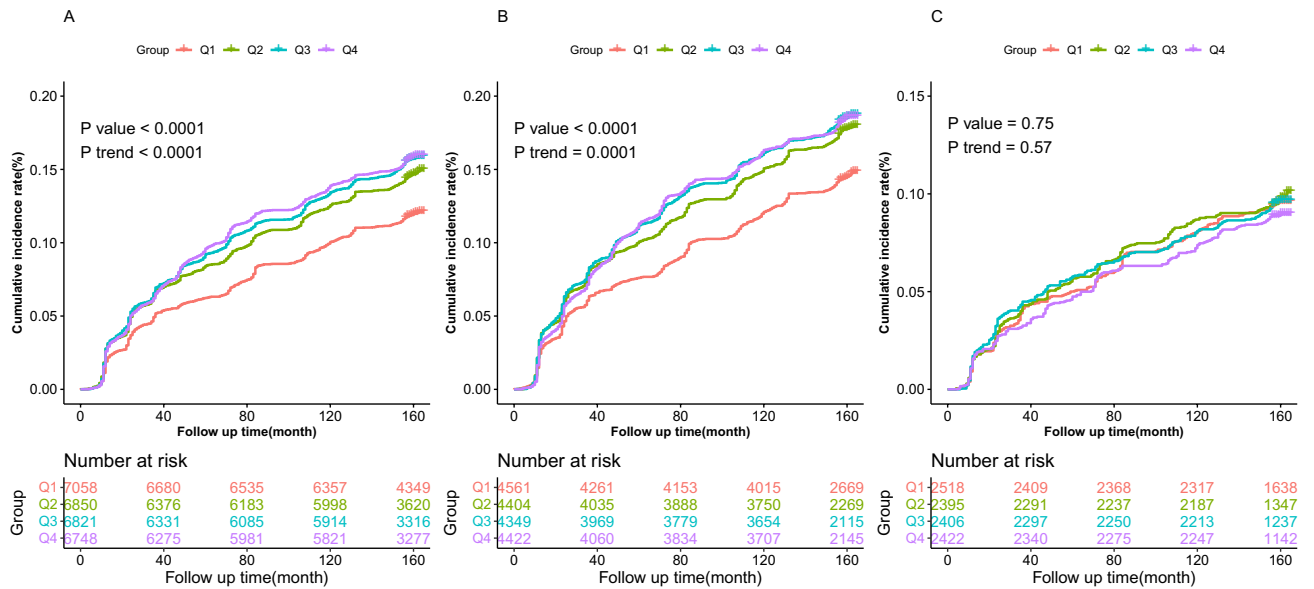 A
Group Q1 Q2 Q3 Q4
0.20
0.15
0.10
0.05
0.00
Cumulative incidence rate(%)
P value < 0.0001
P trend < 0.0001
0 40 80 120 160
Follow up time(month)
Number at risk
Group
Q1 7058 6680 6535 6357 4349
Q2 6850 6376 6183 5998 3620
Q3 6821 6331 6085 5914 3316
Q4 6748 6275 5981 5821 3277
0 40 80 120 160
Follow up time(month)
B
Group Q1 Q2 Q3 Q4
0.20
0.15
0.10
0.05
0.00
Cumulative incidence rate(%)
P value < 0.0001
P trend = 0.0001
0 40 80 120 160
Follow up time(month)
Number at risk
Group
Q1 4561 4261 4153 4015 2669
Q2 4404 4035 3888 3750 2269
Q3 4349 3969 3779 3654 2115
Q4 4422 4060 3834 3707 2145
0 40 80 120 160
Follow up time(month)
C
Group Q1 Q2 Q3 Q4
0.15
0.10
0.05
0.00
Cumulative incidence rate(%)
P value = 0.75
P trend = 0.57
0 40 80 120 160
Follow up time(month)
Number at risk
Group
Q1 2518 2409 2368 2317 1638
Q2 2395 2291 2237 2187 1347
Q3 2406 2297 2250 2213 1237
Q4 2422 2340 2275 2247 1142
0 40 80 120 160
Follow up time(month)